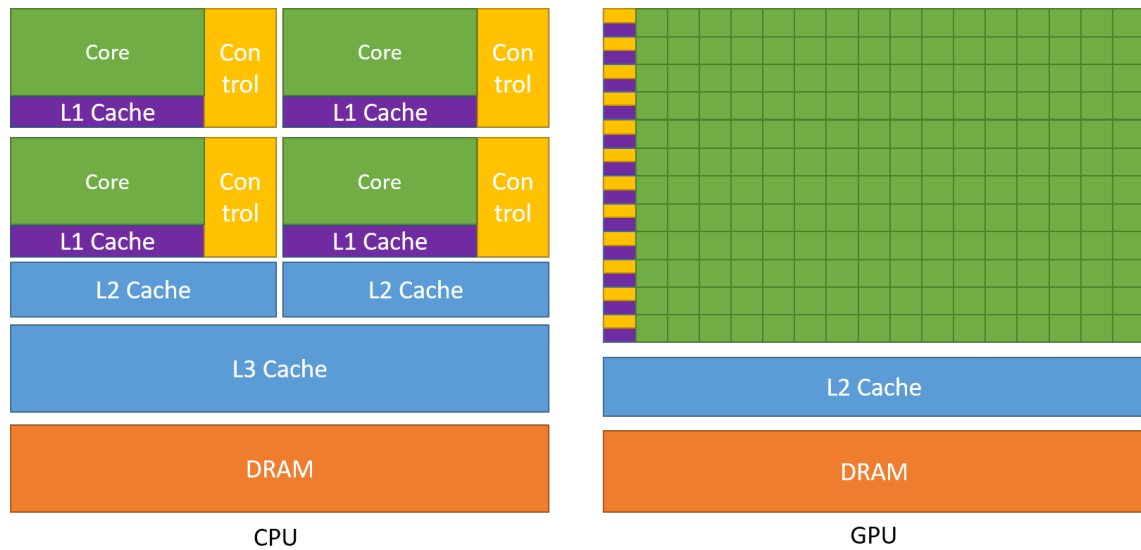 Core
Con
trol
L1 Cache
Core
Con
trol
L1 Cache
Core
Con
trol
L1 Cache
Core
Con
trol
L1 Cache
L2 Cache
L2 Cache
L3 Cache
DRAM
CPU
L2 Cache
DRAM
GPU